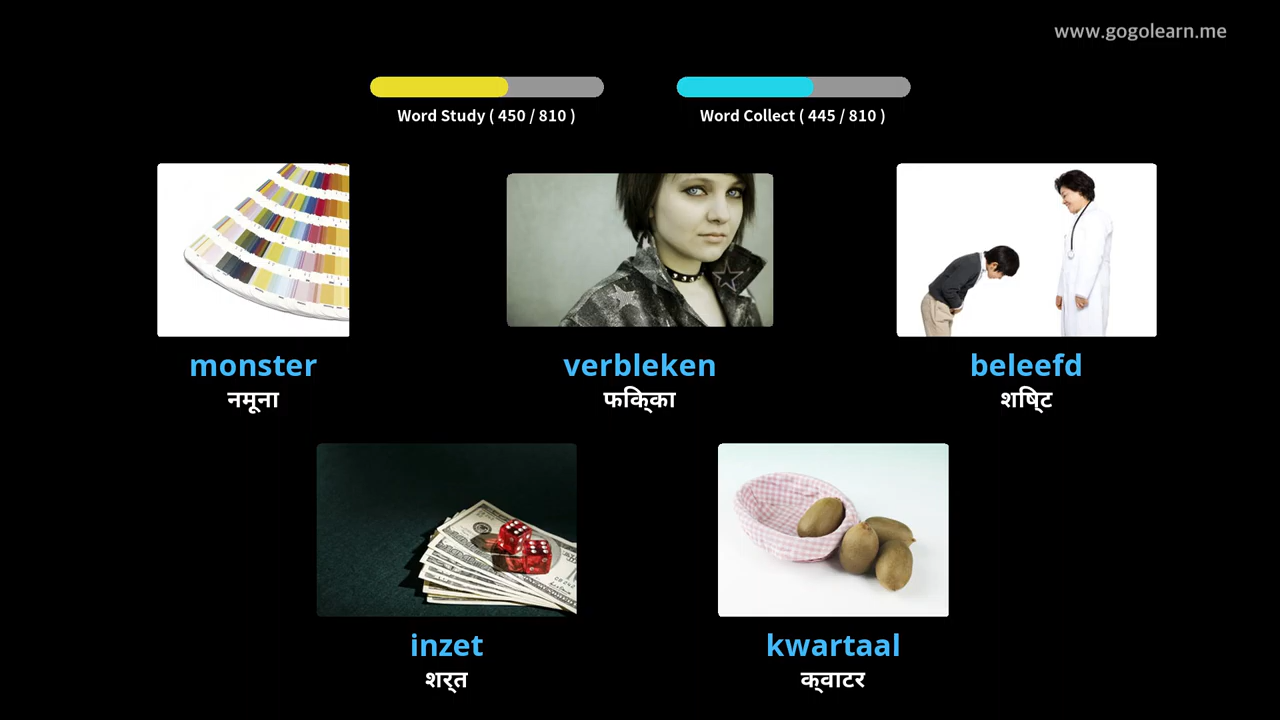 www.gogolearn.me
Word Study ( 450 / 810 )
Word Collect ( 445 / 810 )
monster
नमूना
verbleken
फक्किा
beleefd
शष्टि
inzet
शर्त
kwartaal
क्वाटर